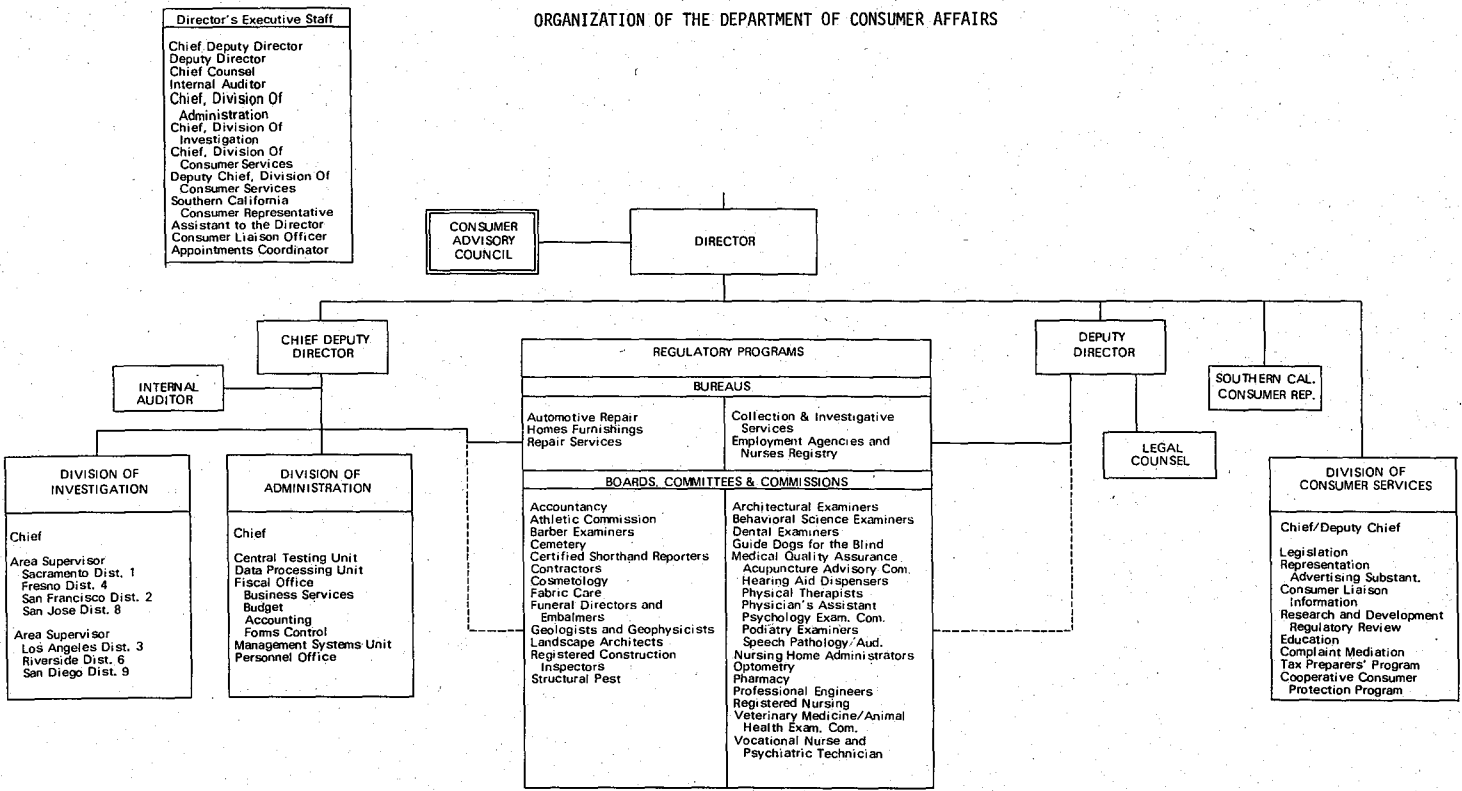 ORGANIZATION OF THE DEPARTMENT OF CONSUMER AFFAIRS
Director's Executive Staff
Chief Deputy Director
Deputy Director
Chief Counsel
Internal Auditor
Chief, Division Of
Administration
Chief, Division Of
Investigation
Chief, Division Of
Consumer Services
Deputy Chief, Division Of
Consumer Services
Southern California
Consumer Representative
Assistant to the Director
Consumer Liaison Officer
Appointments Coordinator
CONSUMER
ADVISORY
COUNCIL
DIRECTOR
CHIEF DEPUTY
DIRECTOR
INTERNAL
AUDITOR
DIVISION OF
INVESTIGATION
Chief
Area Supervisor
Sacramento Dist. 1
Fresno Dist. 4
San Francisco Dist. 2
San Jose Dist. 8
Area Supervisor
Los Angeles Dist. 3
Riverside Dist. 6
San Diego Dist. 9
DIVISION OF
ADMINISTRATION
Chief
Central Testing Unit
Data Processing Unit
Fiscal Office
Business Services
Budget
Accounting
Forms Control
Management Systems Unit
Personnel Office
REGULATORY PROGRAMS
BUREAUS
Automotive Repair
Homes Furnishings
Repair Services
Collection & Investigative
Services
Employment Agencies and
Nurses Registry
BOARDS, COMMITTEES & COMMISSIONS
Accountancy
Athletic Commission
Barber Examiners
Cemetery
Certified Shorthand Reporters
Contractors
Cosmetology
Fabric Care
Funeral Directors and
Embalmers
Geologists and Geophysicists
Landscape Architects
Registered Construction
Inspectors
Structural Pest
Architectural Examiners
Behavioral Science Examiners
Dental Examiners
Guide Dogs for the Blind
Medical Quality Assurance
Acupuncture Advisory Com.
Hearing Aid Dispensers
Physical Therapists
Physician's Assistant
Psychology Exam. Com.
Podiatry Examiners
Speech Pathology/Aud.
Nursing Home Administrators
Optometry
Pharmacy
Professional Engineers
Registered Nursing
Veterinary Medicine/Animal
Health Exam. Com.
Vocational Nurse and
Psychiatric Technician
DEPUTY
DIRECTOR
LEGAL
COUNSEL
SOUTHERN CAL.
CONSUMER REP.
DIVISION OF
CONSUMER SERVICES
Chief/Deputy Chief
Legislation
Representation
Advertising Substant.
Consumer Liaison
Information
Research and Development
Regulatory Review
Education
Complaint Mediation
Tax Preparers' Program
Cooperative Consumer
Protection Program